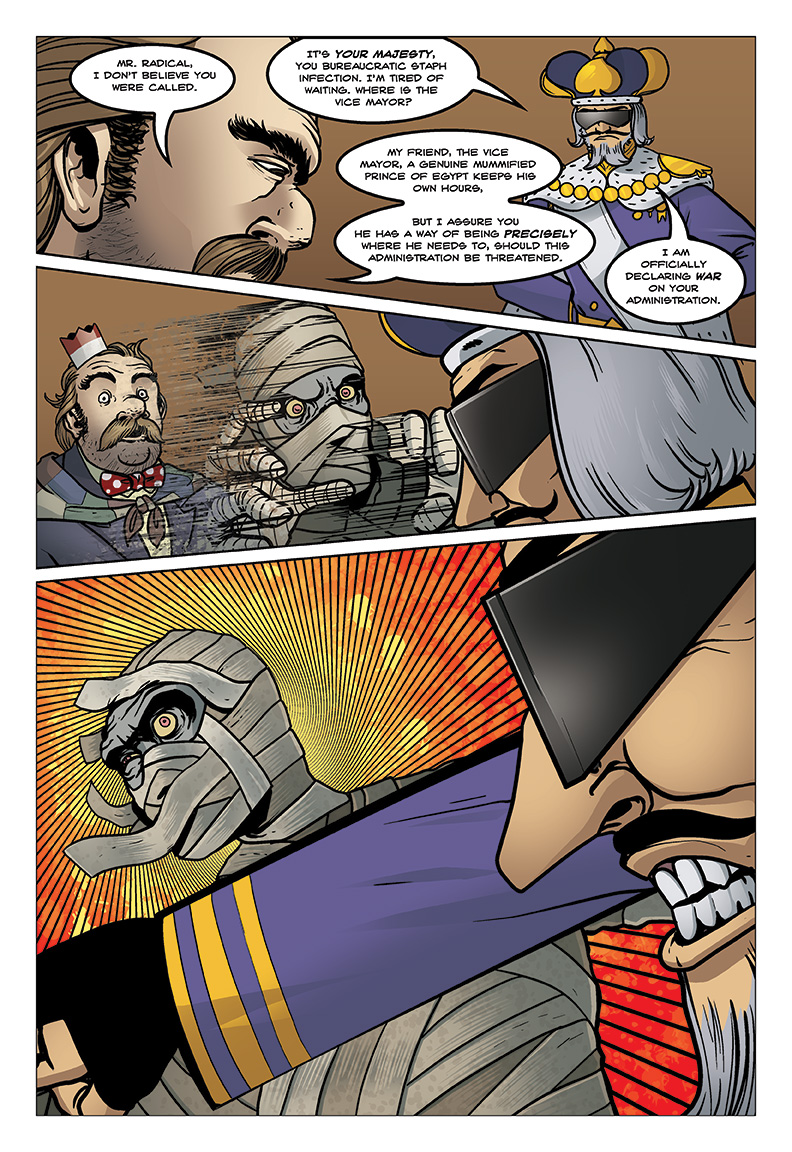 MR. RADICAL,
I DON'T BELIEVE YOU
WERE CALLED.
IT'S YOUR MAJESTY,
YOU BUREAUCRATIC STAPH
INFECTION. I'M TIRED OF
WAITING. WHERE IS THE
VICE MAYOR?
MY FRIEND, THE VICE
MAYOR, A GENUINE MUMMIFIED
PRINCE OF EGYPT KEEPS HIS
OWN HOURS,
BUT I ASSURE YOU
HE HAS A WAY OF BEING PRECISELY
WHERE HE NEEDS TO, SHOULD THIS
ADMINISTRATION BE THREATENED.
I AM
OFFICIALLY
DECLARING WAR
ON YOUR
ADMINISTRATION.